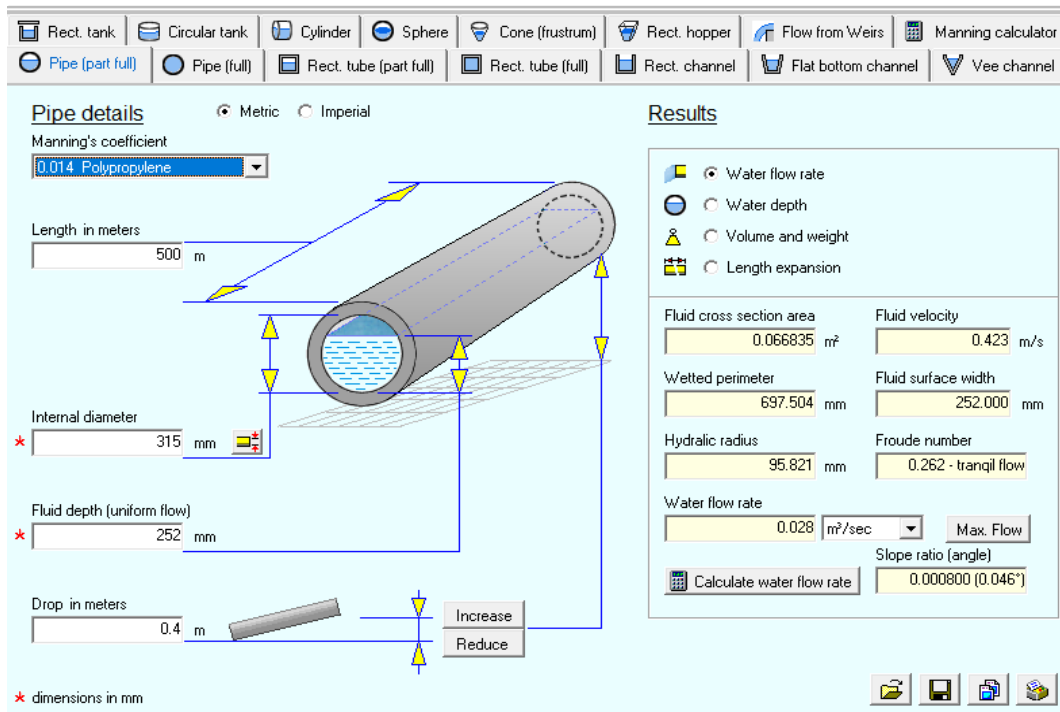 Rect. tank
Circular tank
Cylinder
Sphere
Cone (frustrum)
Rect. hopper
Flow from Weirs
Manning calculator
Pipe (part full)
Pipe (full)
Rect. tube (part full)
Rect. tube (full)
Rect. channel
Flat bottom channel
Vee channel
Pipe details
Metric
Imperial
Manning's coefficient
0.014 Polypropylene
Length in meters
500 m
Internal diameter
* 315 mm
Fluid depth (uniform flow)
* 252 mm
Drop in meters
0.4 m
Increase
Reduce
* dimensions in mm
Results
Water flow rate
Water depth
Volume and weight
Length expansion
Fluid cross section area
0.066835 m²
Fluid velocity
0.423 m/s
Wetted perimeter
697.504 mm
Fluid surface width
252.000 mm
Hydralic radius
95.821 mm
Froude number
0.262 - tranqil flow
Water flow rate
0.028 m³/sec
Max. Flow
Calculate water flow rate
Slope ratio (angle)
0.000800 (0.046°)